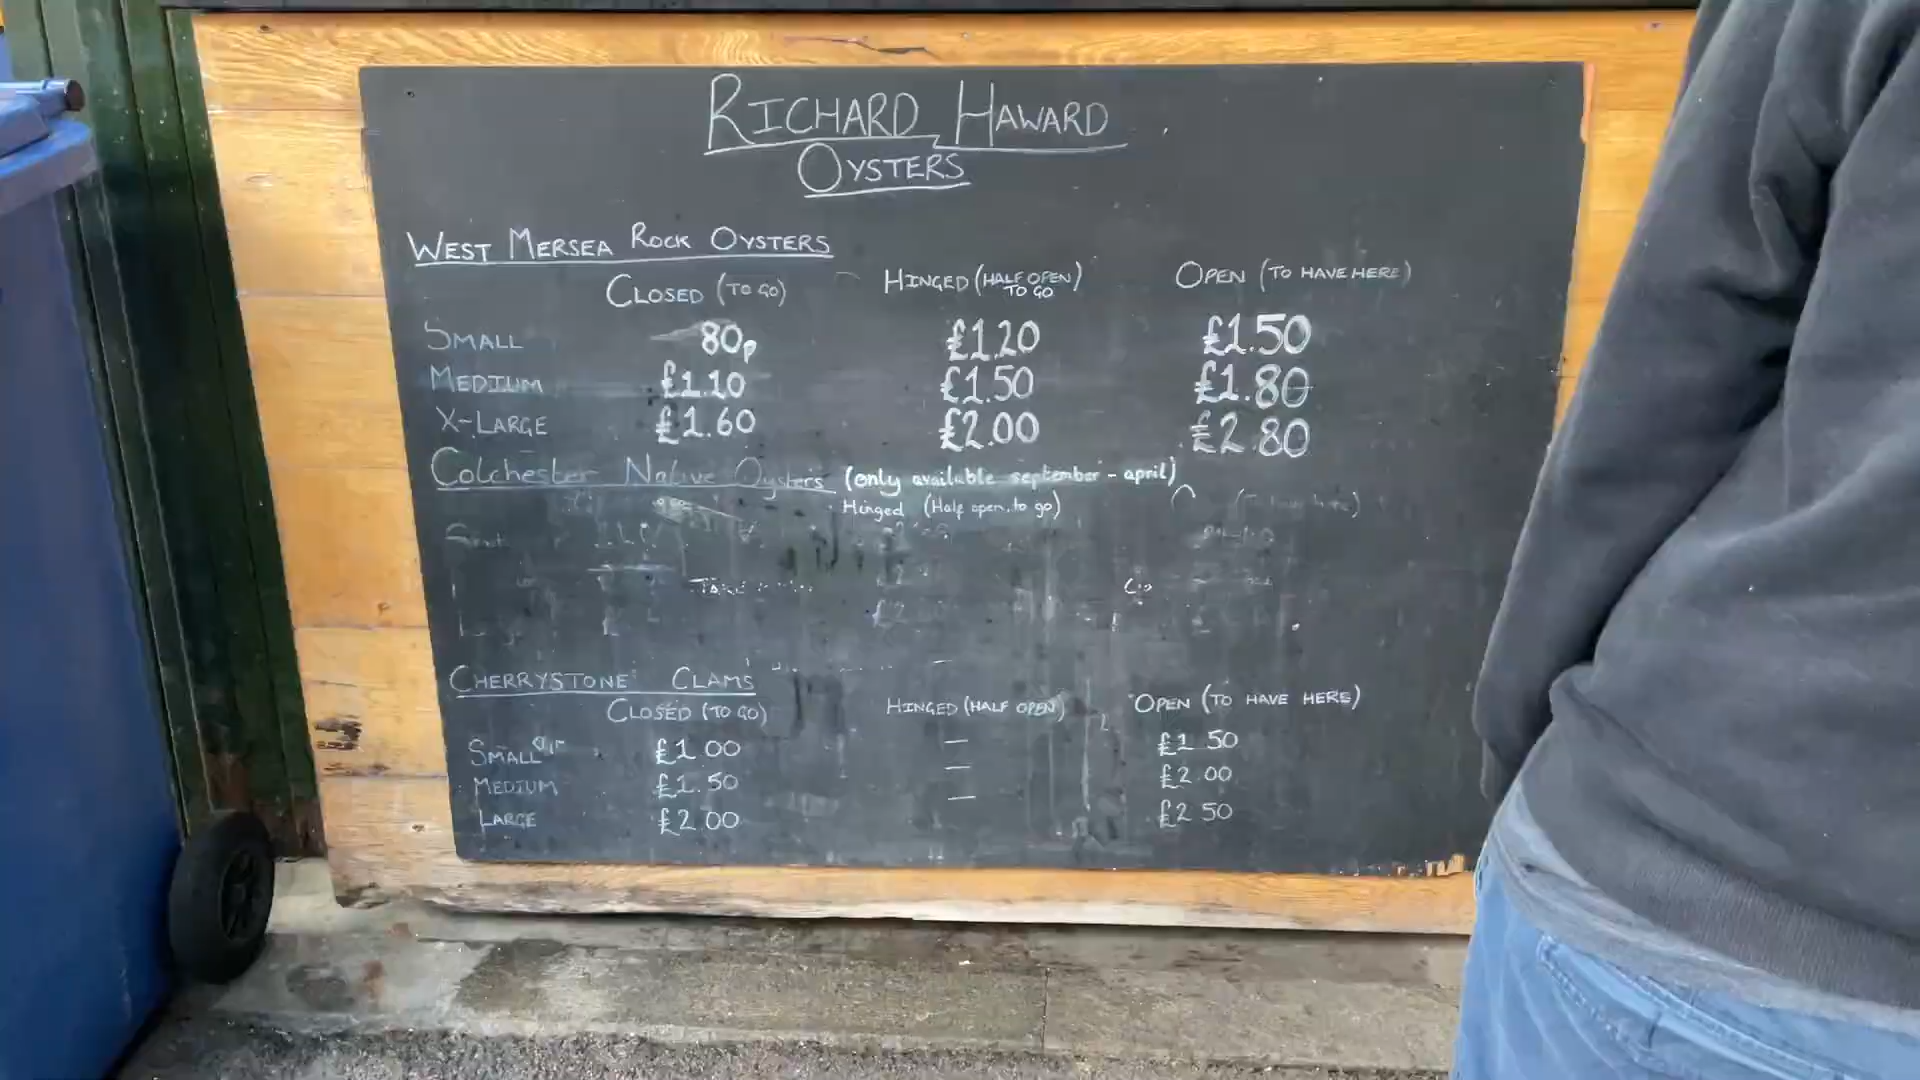 RICHARD HAWARD
OYSTERS
WEST MERSEA ROCK OYSTERS
CLOSED (TO GO) HINGED (HALF OPEN) TO GO OPEN (TO HAVE HERE)
SMALL 80p £1.20 £1.50
MEDIUM £1.10 £1.50 £1.80
X-LARGE £1.60 £2.00 £2.80
Colchester Native Oysters (only available september - april)
Hinged (Half open, to go)
CHERRYSTONE CLAMS
CLOSED (TO GO) HINGED (HALF OPEN) OPEN (TO HAVE HERE)
SMALL £1.00 — £1.50
MEDIUM £1.50 — £2.00
LARGE £2.00 — £2.50